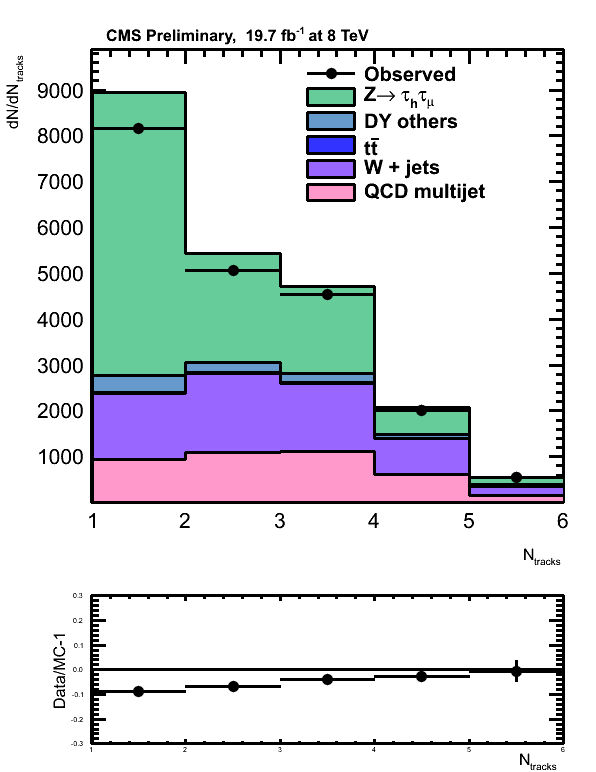 CMS Preliminary, 19.7 fb⁻¹ at 8 TeV
dN/dN_tracks
9000
8000
7000
6000
5000
4000
3000
2000
1000
Observed
Z→ τ_hτ_μ
DY others
tt̄
W + jets
QCD multijet
1 2 3 4 5 6
N_tracks
Data/MC-1
0.3
0.2
0.1
0.0
-0.1
-0.2
-0.3
1 2 3 4 5 6
N_tracks